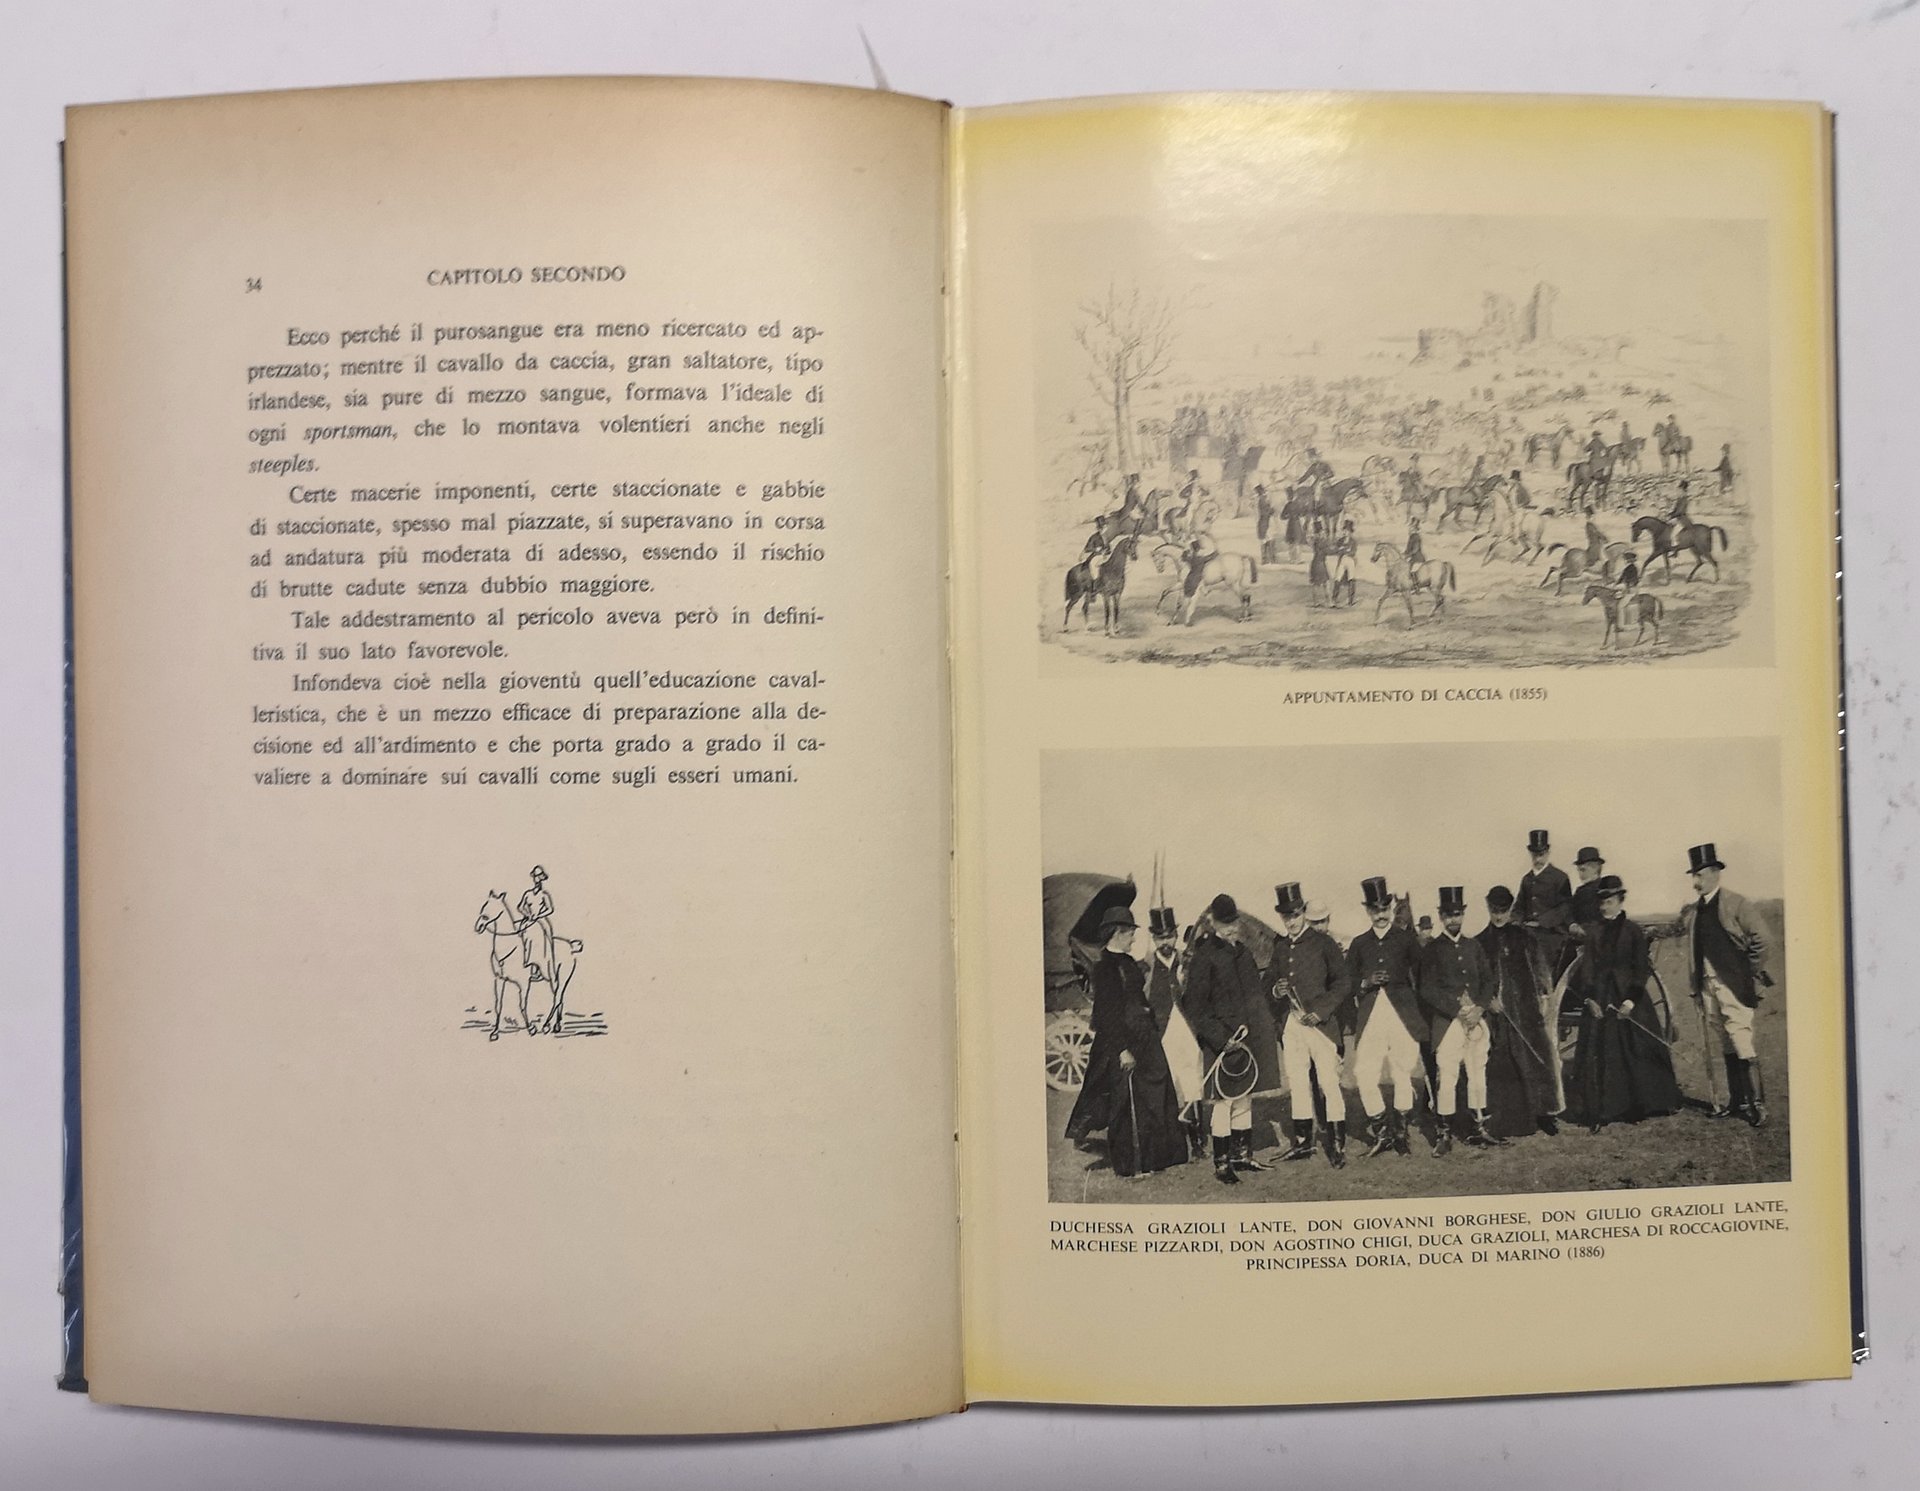 34
CAPITOLO SECONDO
Ecco perché il purosangue era meno ricercato ed ap-
prezzato; mentre il cavallo da caccia, gran saltatore, tipo
irlandese, sia pure di mezzo sangue, formava l'ideale di
ogni sportsman, che lo montava volentieri anche negli
steeples.
Certe macerie imponenti, certe staccionate e gabbie
di staccionate, spesso mal piazzate, si superavano in corsa
ad andatura più moderata di adesso, essendo il rischio
di brutte cadute senza dubbio maggiore.
Tale addestramento al pericolo aveva però in defini-
tiva il suo lato favorevole.
Infondeva cioè nella gioventù quell'educazione caval-
leristica, che è un mezzo efficace di preparazione alla de-
cisione ed all'ardimento e che porta grado a grado il ca-
valiere a dominare sui cavalli come sugli esseri umani.
APPUNTAMENTO DI CACCIA (1855)
DUCHESSA GRAZIOLI LANTE, DON GIOVANNI BORGHESE, DON GIULIO GRAZIOLI LANTE,
MARCHESE PIZZARDI, DON AGOSTINO CHIGI, DUCA GRAZIOLI, MARCHESA DI ROCCAGIOVINE,
PRINCIPESSA DORIA, DUCA DI MARINO (1886)